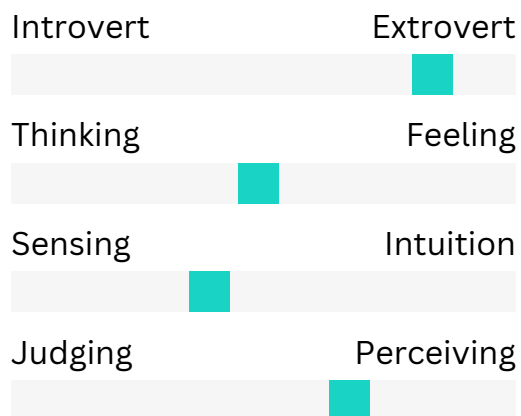 Introvert Extrovert
Thinking Feeling
Sensing Intuition
Judging Perceiving